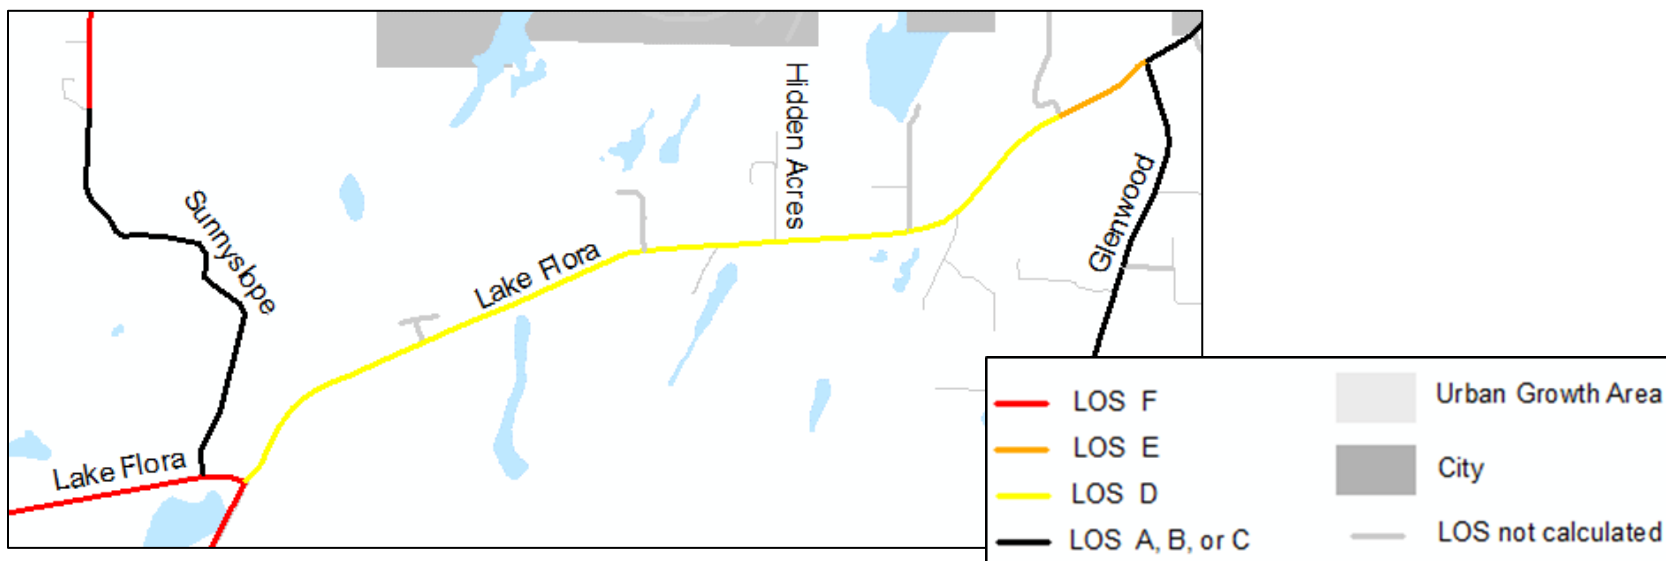 Hidden Acres
Sunnyslope
Glenwood
Lake Flora
Lake Flora
LOS F
LOS E
LOS D
LOS A, B, or C
Urban Growth Area
City
LOS not calculated